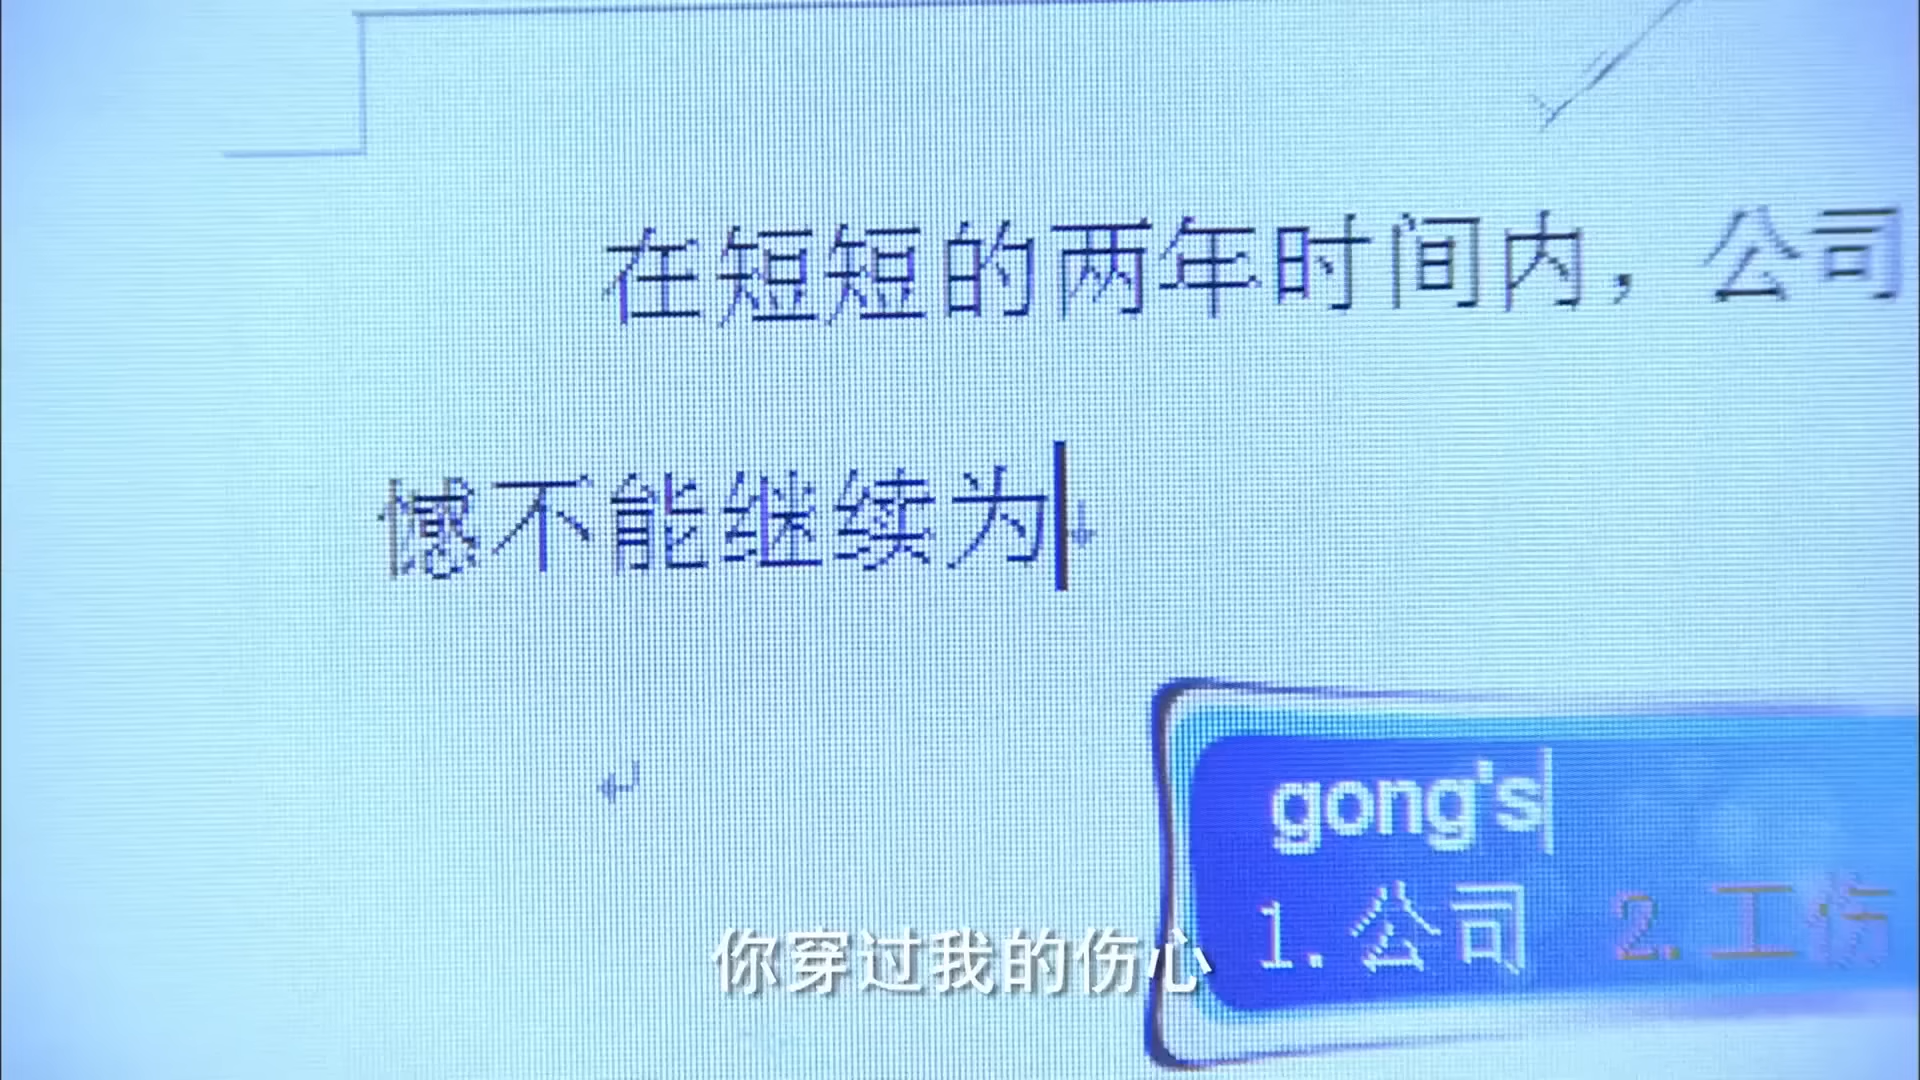 在短短的两年时间内，公司
憾不能继续为
gong's
1.公司 2.工伤
你穿过我的伤心